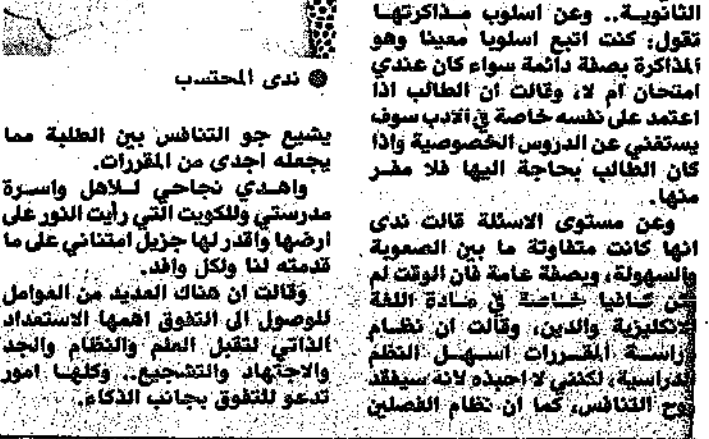 الثانوية.. وعن اسلوب مذاكرتها
تقول: كنت اتبع اسلوبا معينا وهو
المذاكرة بصفة دائمة سواء كان عندي
امتحان ام لا، وقالت ان الطالب اذا
اعتمد على نفسه خاصة في الادب سوف
يستغني عن الدروس الخصوصية واذا
كان الطالب بحاجة اليها فلا مفر
منها.
وعن مستوى الاسئلة قالت ندى
انها كانت متفاوتة ما بين الصعوبة
والسهولة، وبصفة عامة فان الوقت لم
يكن كافيا خاصة في مادة اللغة
الانكليزية والدين، وقالت ان نظام
دراسة المقررات اسهل النظم
الدراسية، لكنني لا احبذه لانه سيفقد
روح التنافس، كما ان نظام الفصلين
ندى المحتسب
يشيع جو التنافس بين الطلبة مما
يجعله اجدى من المقررات.
واهدي نجاحي للاهل واسرة
مدرستي وللكويت التي رأيت النور على
ارضها واقدر لها جزيل امتناني على ما
قدمته لنا ولكل وافد.
وقالت ان هناك العديد من العوامل
للوصول الى التفوق اهمها الاستعداد
الذاتي لتقبل العلم والنظام والجد
والاجتهاد والتشجيع.. وكلها امور
تدعو للتفوق بجانب الذكاء.